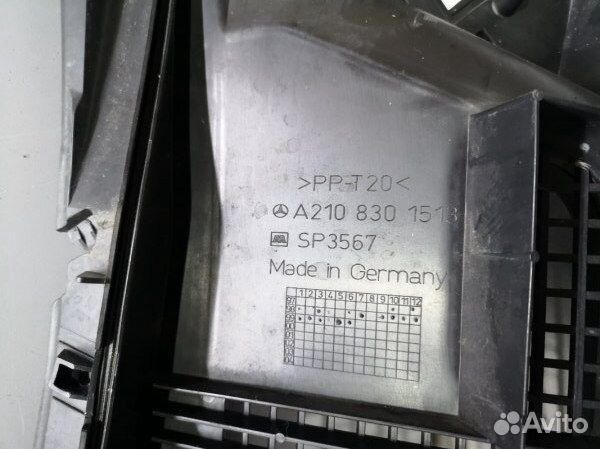 >PP-T20<
A210 830 1513
SP3567
Made in Germany
1 2 3 4 5 6 7 8 9 10 11 12
Avito